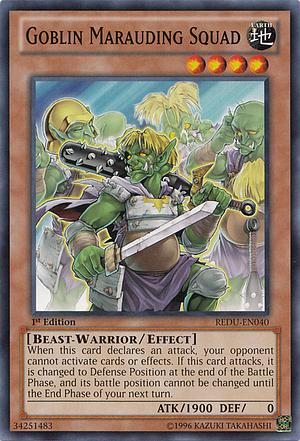 Goblin Marauding Squad
EARTH
地
REDU-EN040
1st Edition
[Beast-Warrior/Effect]
When this card declares an attack, your opponent
cannot activate cards or effects. If this card attacks, it
is changed to Defense Position at the end of the Battle
Phase, and its battle position cannot be changed until
the End Phase of your next turn.
ATK/1900 DEF/ 0
34251483
©1996 KAZUKI TAKAHASHI